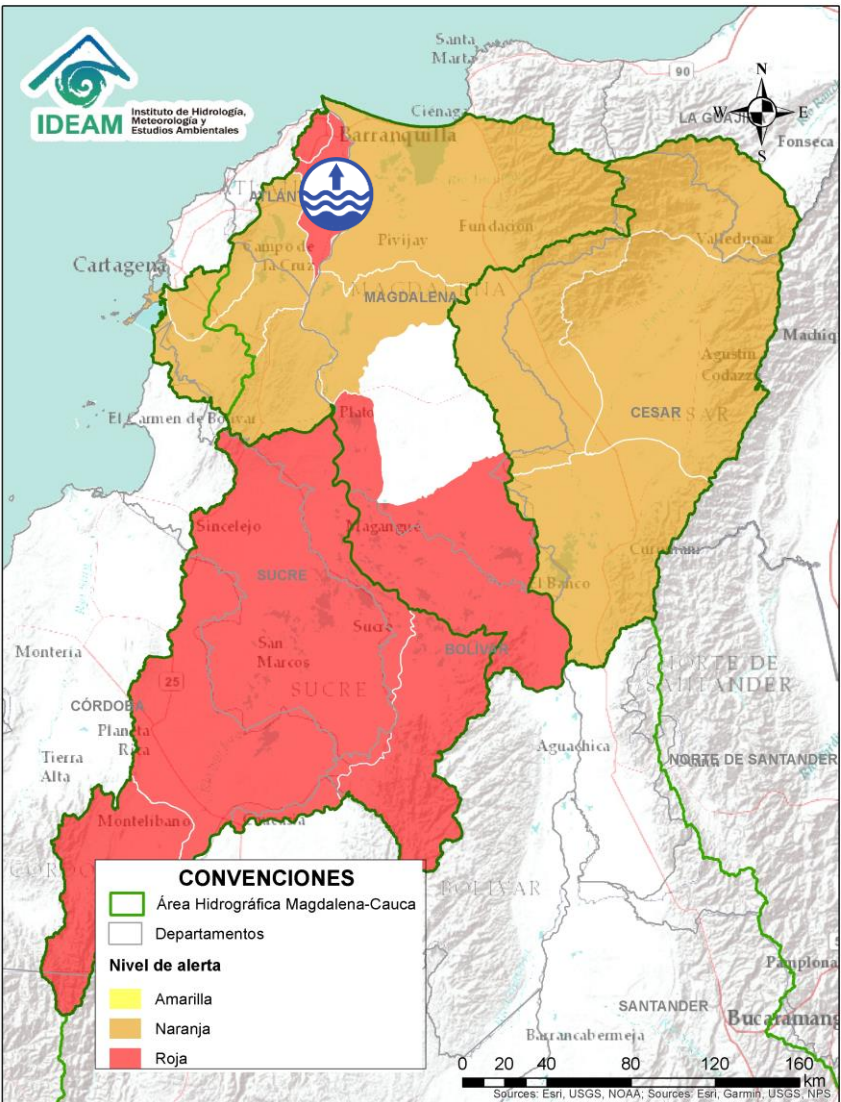 IDEAM
Instituto de Hidrología,
Meteorología y
Estudios Ambientales
Santa
Marta
90
N
W
E
S
Ciénaga
LA GUAJIRA
Barranquilla
Fonseca
Fundación
Pivijay
Valledupar
Campo de
la Cruz
Cartagena
MAGDALENA
MAGDALENA
Agustín
Codazzi
El Carmen de Bolívar
Plato
CESAR
CESAR
Sincelejo
Magangué
SUCRE
El Banco
Sucre
San
Marcos
BOLÍVAR
Montería
SUCRE
NORTE DE
SANTANDER
25
CÓRDOBA
Planeta
Rica
Aguachica
NORTE DE SANTANDER
Tierra
Alta
Montelíbano
BOLÍVAR
CONVENCIONES
Área Hidrográfica Magdalena-Cauca
Departamentos
Nivel de alerta
Amarilla
Naranja
Roja
Pamplona
SANTANDER
Bucaramang
Barrancabermeja
0 20 40 80 120 160
km
Sources: Esri, USGS, NOAA; Sources: Esri, Garmin, USGS, NPS